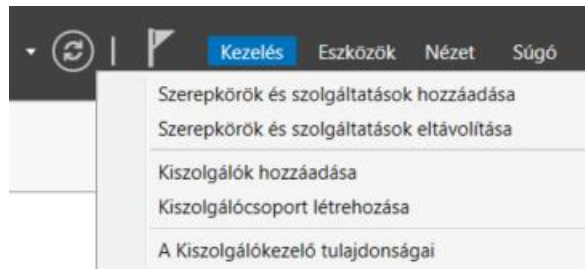 Kezelés Eszközök Nézet Súgó
Szerepkörök és szolgáltatások hozzáadása
Szerepkörök és szolgáltatások eltávolítása
Kiszolgálók hozzáadása
Kiszolgálócsoport létrehozása
A Kiszolgálókezelő tulajdonságai